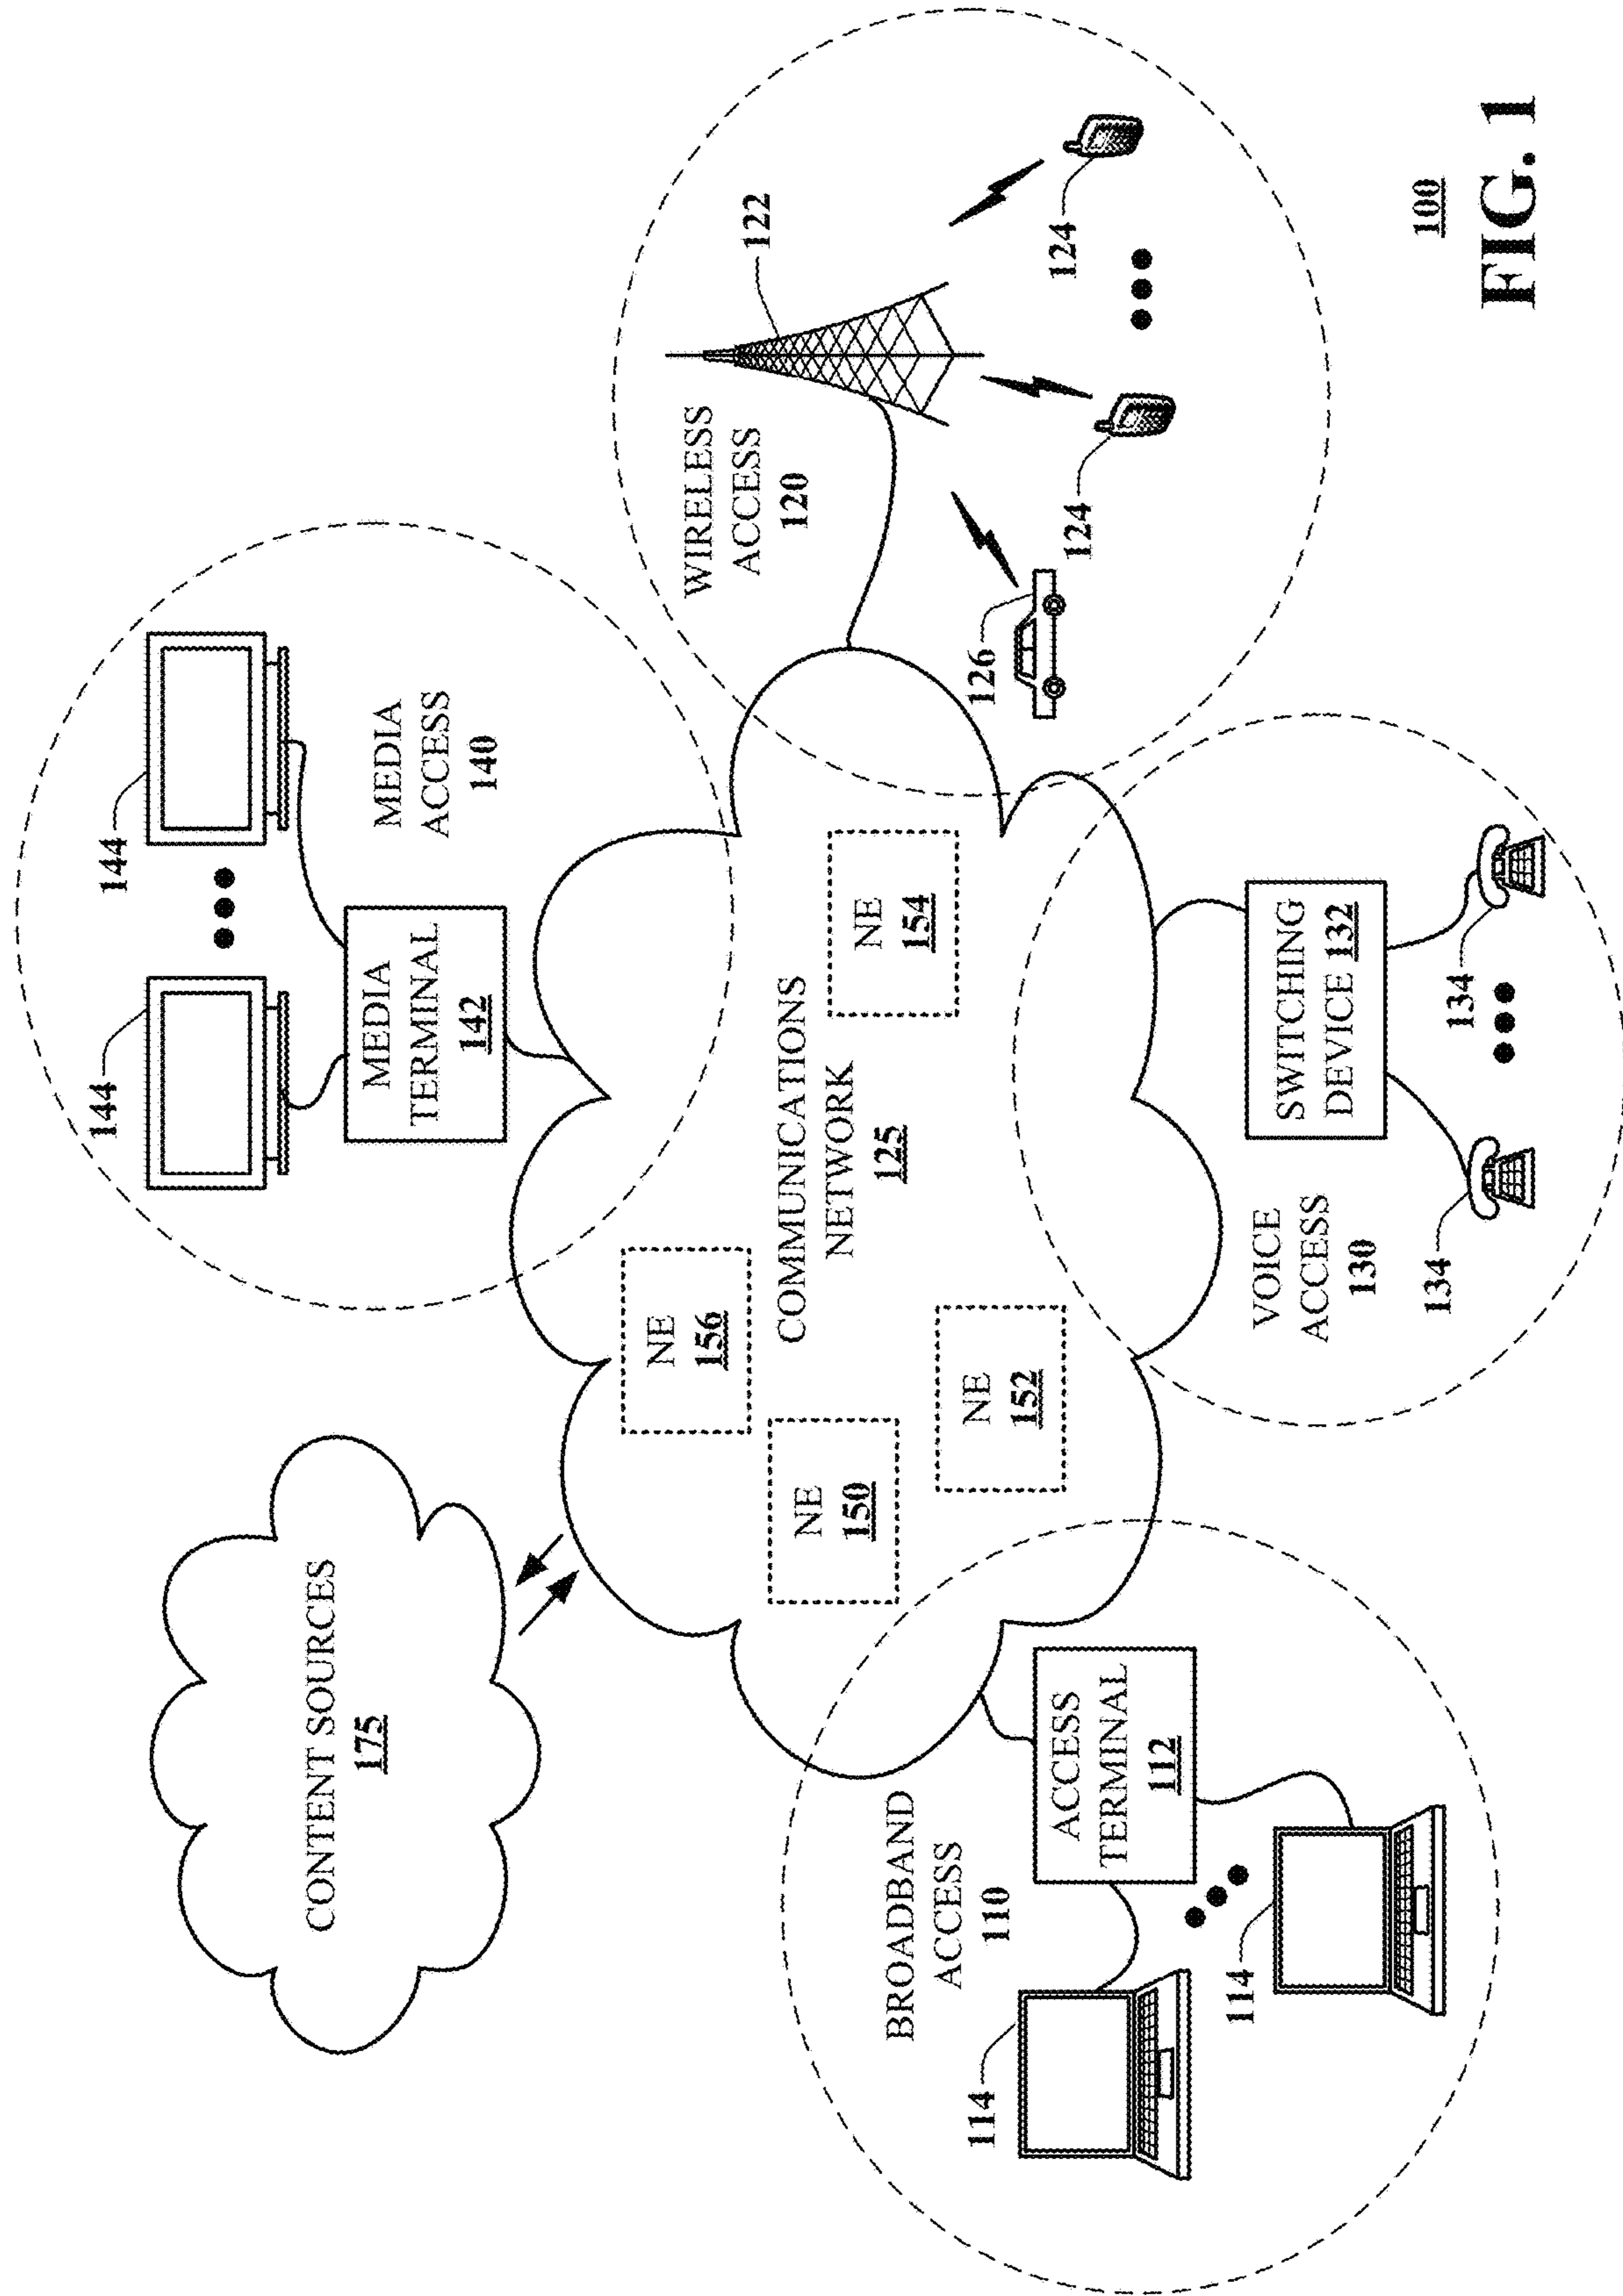 144
144
CONTENT SOURCES
175
MEDIA
TERMINAL
142
MEDIA
ACCESS
140
WIRELESS
ACCESS
120
122
NE
156
COMMUNICATIONS
NETWORK
125
NE
150
NE
154
NE
152
BROADBAND
ACCESS
110
114
ACCESS
TERMINAL
112
114
126
124
124
VOICE
ACCESS
130
SWITCHING
DEVICE 132
134
134
100
FIG. 1